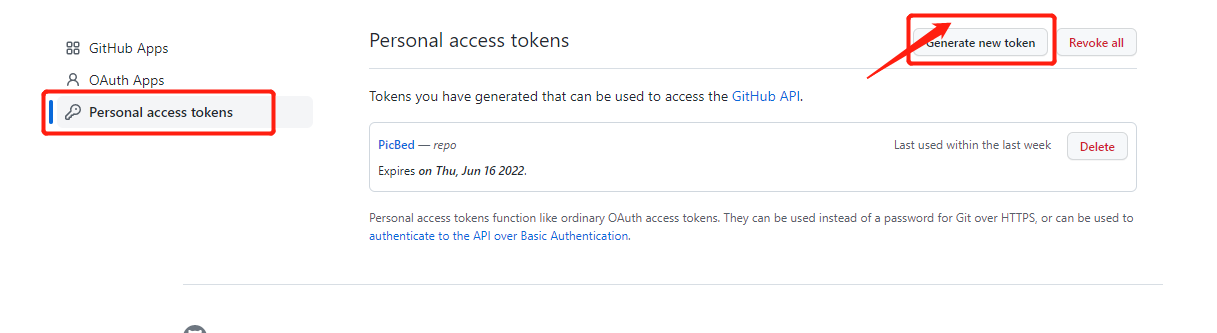 GitHub Apps
OAuth Apps
Personal access tokens
Personal access tokens
Generate new token
Revoke all
Tokens you have generated that can be used to access the GitHub API.
PicBed — repo
Last used within the last week
Delete
Expires on Thu, Jun 16 2022.
Personal access tokens function like ordinary OAuth access tokens. They can be used instead of a password for Git over HTTPS, or can be used to
authenticate to the API over Basic Authentication.